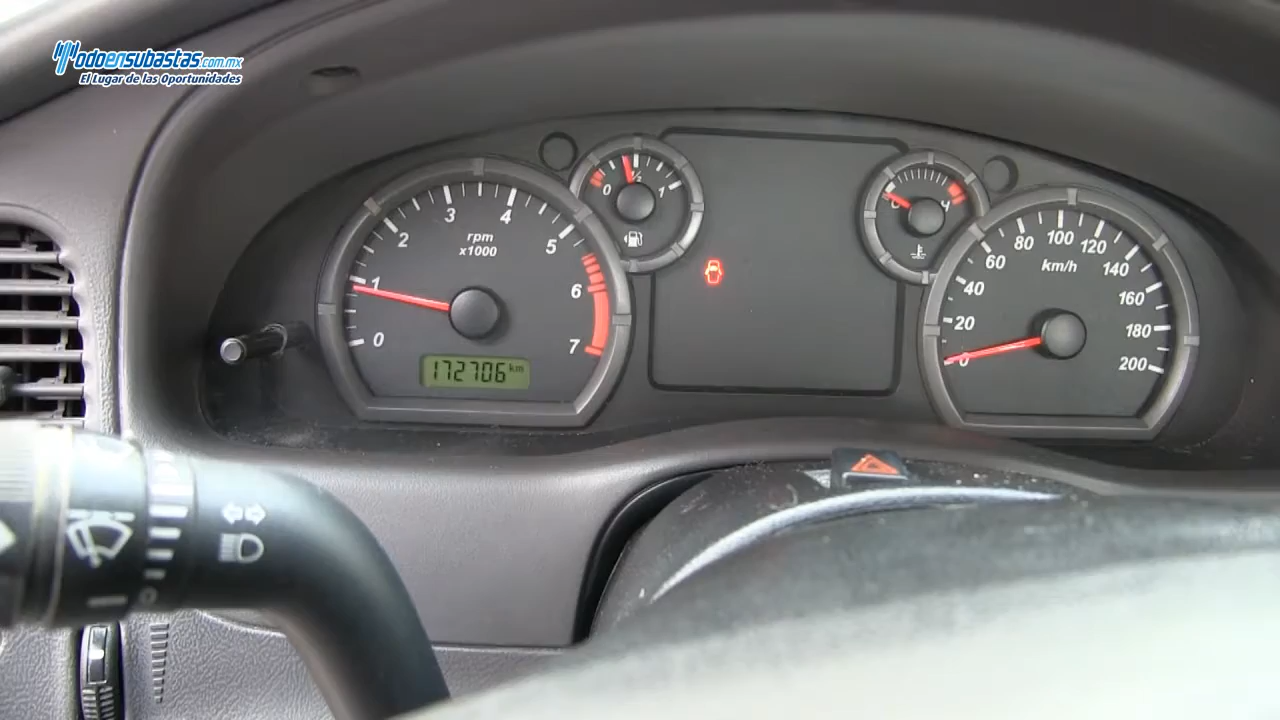 odoensubastas.com.mx
El Lugar de las Oportunidades
0
1
2
3
4
5
6
7
rpm
x1000
172706 km
0
½
1
C
H
0
20
40
60
80
100
120
140
160
180
200
km/h